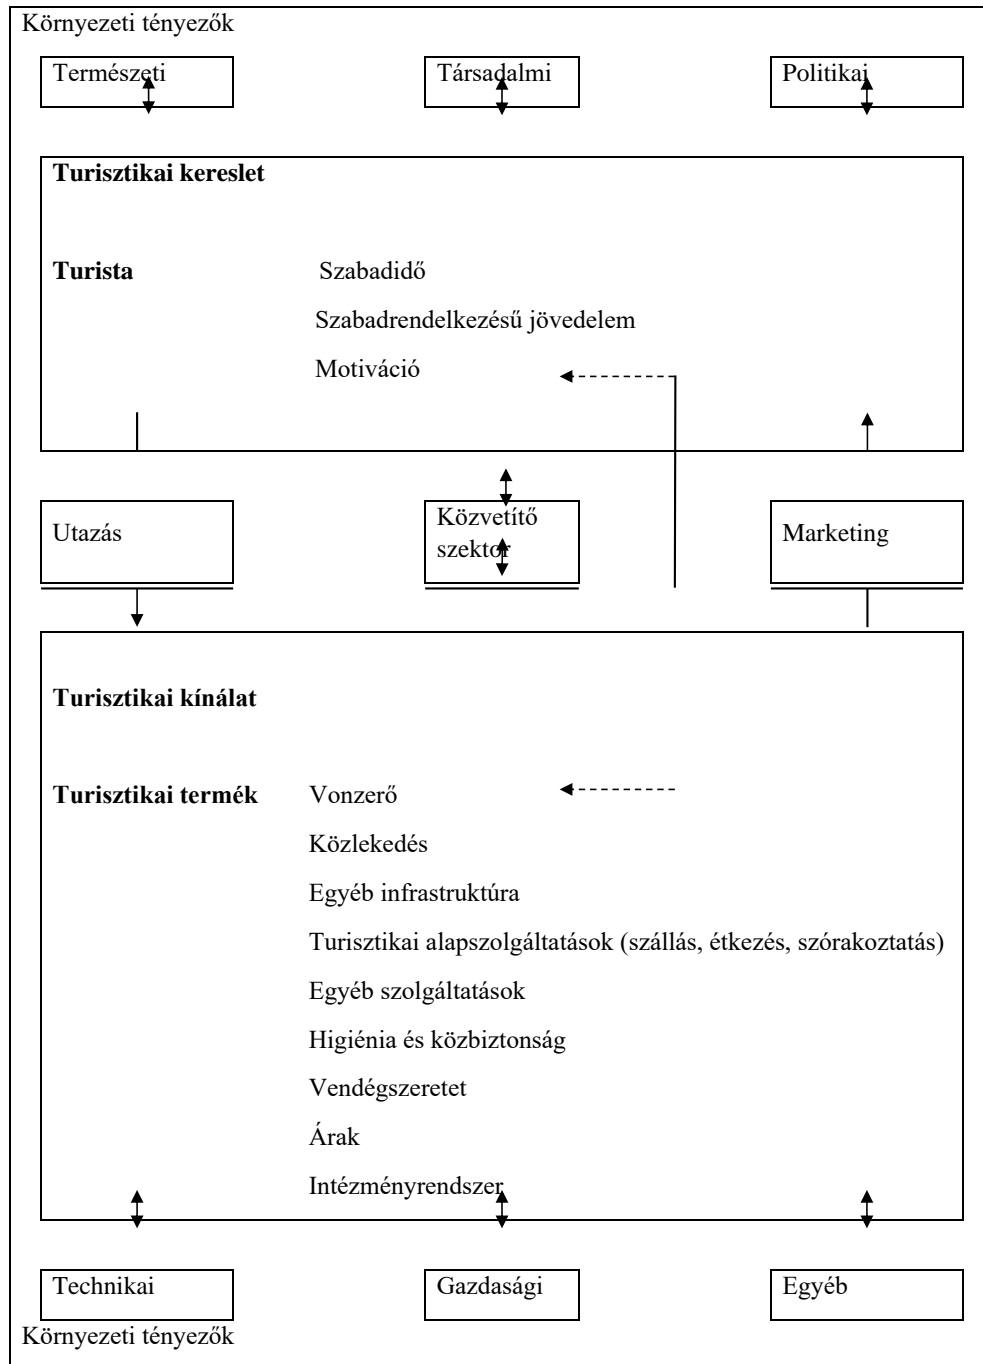 Környezeti tényezők
Természeti
Társadalmi
Politikai
Turisztikai kereslet
Turista
Szabadidő
Szabadrendelkezésű jövedelem
Motiváció
Utazás
Közvetítő
szektor
Marketing
Turisztikai kínálat
Turisztikai termék
Vonzerő
Közlekedés
Egyéb infrastruktúra
Turisztikai alapszolgáltatások (szállás, étkezés, szórakoztatás)
Egyéb szolgáltatások
Higiénia és közbiztonság
Vendégszeretet
Árak
Intézményrendszer
Technikai
Gazdasági
Egyéb
Környezeti tényezők